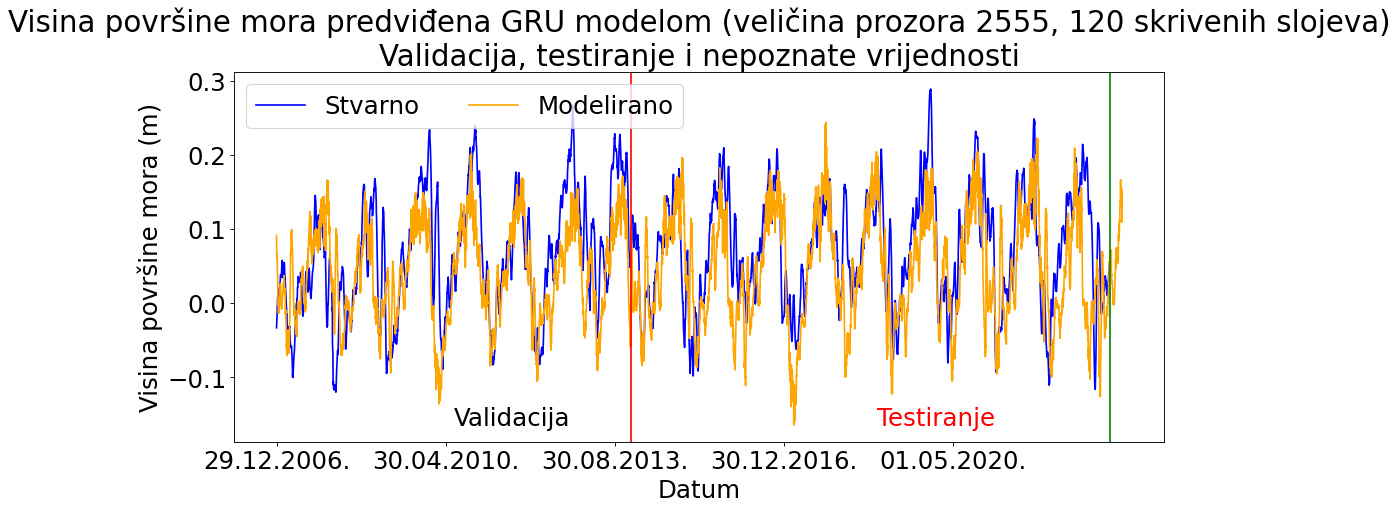 Visina površine mora predviđena GRU modelom (veličina prozora 2555, 120 skrivenih slojeva)
Validacija, testiranje i nepoznate vrijednosti
Stvarno
Modelirano
Visina površine mora (m)
0.3
0.2
0.1
0.0
−0.1
Validacija
Testiranje
29.12.2006.
30.04.2010.
30.08.2013.
30.12.2016.
01.05.2020.
Datum